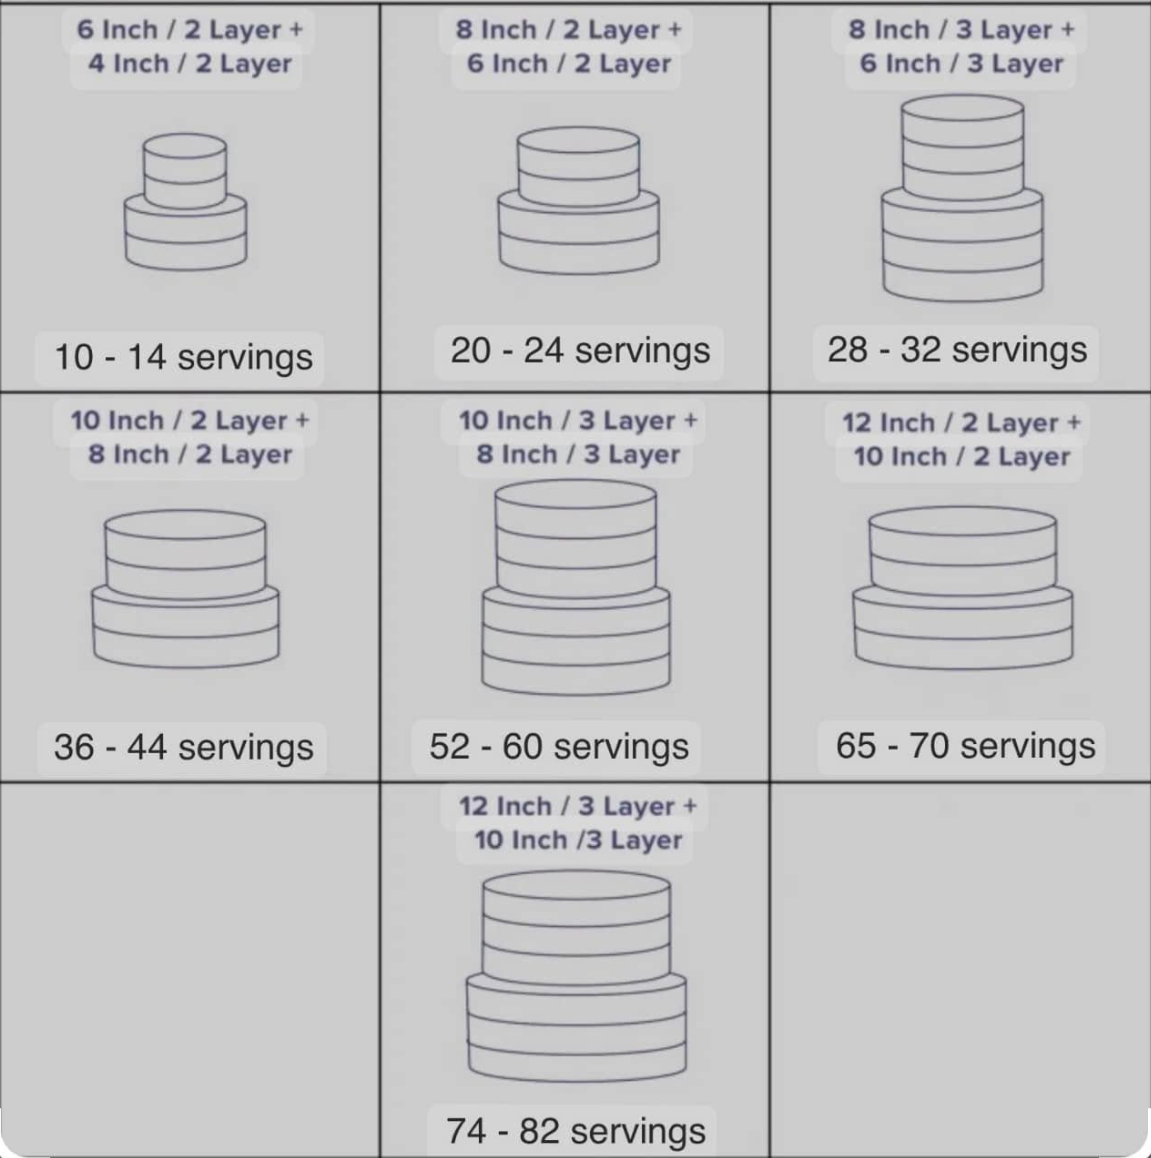 6 Inch / 2 Layer +
4 Inch / 2 Layer
10 - 14 servings
8 Inch / 2 Layer +
6 Inch / 2 Layer
20 - 24 servings
8 Inch / 3 Layer +
6 Inch / 3 Layer
28 - 32 servings
10 Inch / 2 Layer +
8 Inch / 2 Layer
36 - 44 servings
10 Inch / 3 Layer +
8 Inch / 3 Layer
52 - 60 servings
12 Inch / 2 Layer +
10 Inch / 2 Layer
65 - 70 servings
12 Inch / 3 Layer +
10 Inch /3 Layer
74 - 82 servings